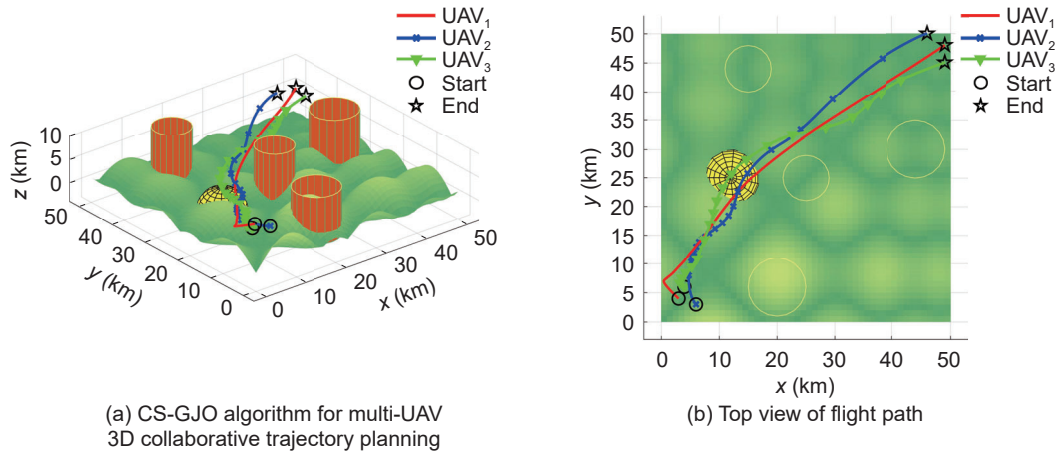 UAV1
UAV2
UAV3
Start
End
10
5
0
z (km)
50
40
30
20
10
0
y (km)
0
10
20
30
40
50
x (km)
(a) CS-GJO algorithm for multi-UAV
3D collaborative trajectory planning
UAV1
UAV2
UAV3
Start
End
50
45
40
35
30
25
20
15
10
5
0
y (km)
0
10
20
30
40
50
x (km)
(b) Top view of flight path